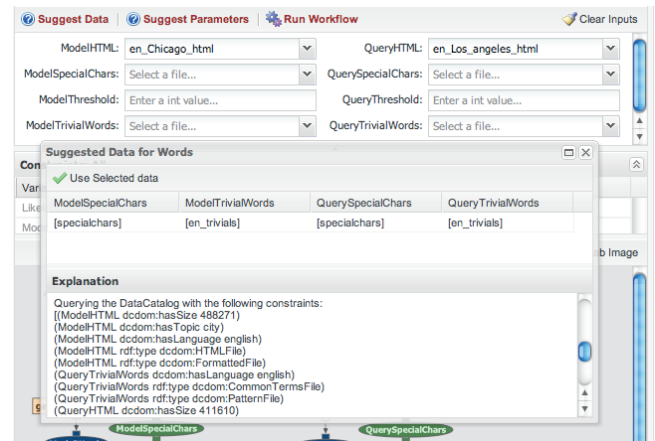 Suggest Data | Suggest Parameters | Run Workflow Clear Inputs
ModelHTML: en_Chicago_html QueryHTML: en_Los_angeles_html
ModelSpecialChars: Select a file... QuerySpecialChars: Select a file...
ModelThreshold: Enter a int value... QueryThreshold: Enter a int value...
ModelTrivialWords: Select a file... QueryTrivialWords: Select a file...
Suggested Data for Words
Con
Use Selected data
Vari
ModelSpecialChars ModelTrivialWords QuerySpecialChars QueryTrivialWords
Like
[specialchars] [en_trivials] [specialchars] [en_trivials]
Mod
b Image
Explanation
Querying the DataCatalog with the following constraints:
[(ModelHTML dcdom:hasSize 488271)
(ModelHTML dcdom:hasTopic city)
(ModelHTML dcdom:hasLanguage english)
(ModelHTML rdf:type dcdom:HTMLFile)
(ModelHTML rdf:type dcdom:FormattedFile)
(QueryTrivialWords dcdom:hasLanguage english)
(QueryTrivialWords rdf:type dcdom:CommonTermsFile)
(QueryTrivialWords rdf:type dcdom:PatternFile)
(QueryHTML dcdom:hasSize 411610)
ModelSpecialChars QuerySpecialChars